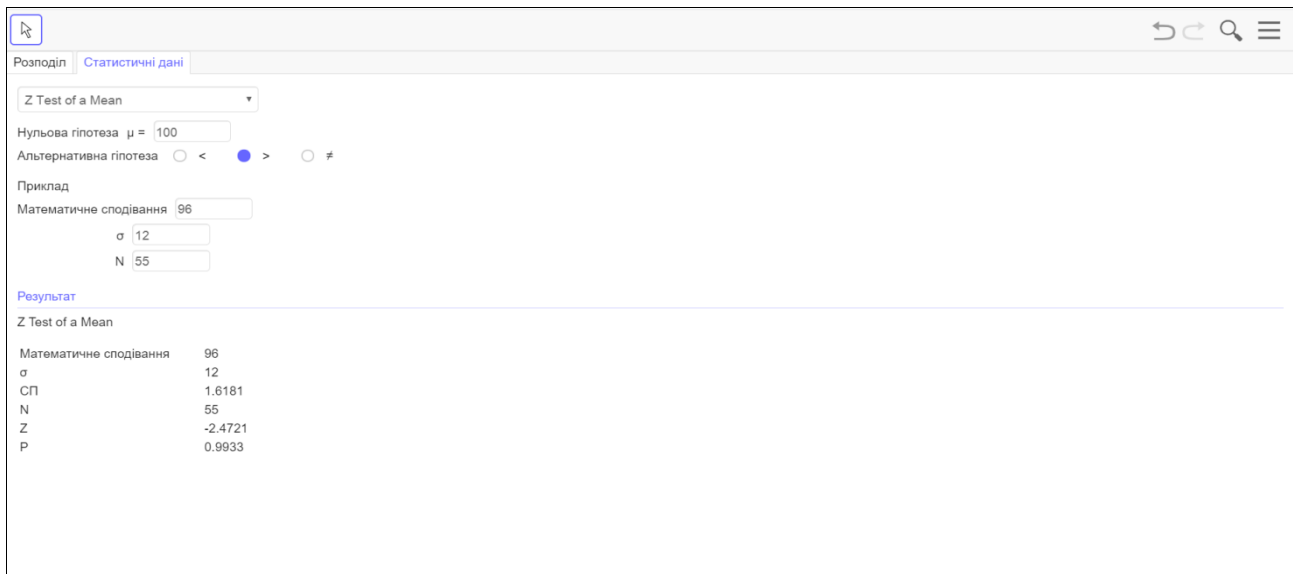 Розподіл Статистичні дані
Z Test of a Mean
Нульова гіпотеза μ = 100
Альтернативна гіпотеза < > ≠
Приклад
Математичне сподівання 96
σ 12
N 55
Результат
Z Test of a Mean
Математичне сподівання 96
σ 12
СП 1.6181
N 55
Z -2.4721
P 0.9933